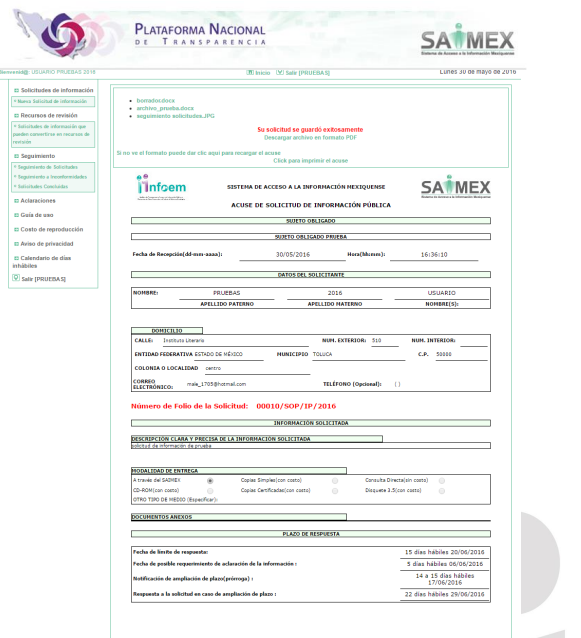 PLATAFORMA NACIONAL
DE TRANSPARENCIA
SAIMEX
Sistema de Acceso a la Información Mexiquense
Bienvenid@: USUARIO PRUEBAS 2016
Inicio Salir [PRUEBAS]
Lunes 30 de mayo de 2016
Solicitudes de información
Nueva Solicitud de información
Recursos de revisión
Solicitudes de información que
pueden convertirse en recursos de
revisión
Seguimiento
Seguimiento de Solicitudes
Seguimiento a Inconformidades
Solicitudes Concluidas
Aclaraciones
Guía de uso
Costo de reproducción
Aviso de privacidad
Calendario de días
inhábiles
Salir [PRUEBAS]
borrador.docx
archivo_prueba.docx
seguimiento solicitudes.JPG
Su solicitud se guardó exitosamente
Descargar archivo en formato PDF
Si no ve el formato puede dar clic aquí para recargar el acuse
Click para imprimir el acuse
infoem
SISTEMA DE ACCESO A LA INFORMACIÓN MEXIQUENSE
SAIMEX
Sistema de Acceso a la Información Mexiquense
ACUSE DE SOLICITUD DE INFORMACIÓN PÚBLICA
SUJETO OBLIGADO
SUJETO OBLIGADO PRUEBA
Fecha de Recepción(dd-mm-aaaa): 30/05/2016 Hora(hh:mm): 16:36:10
DATOS DEL SOLICITANTE
NOMBRE: PRUEBAS 2016 USUARIO
APELLIDO PATERNO APELLIDO MATERNO NOMBRE(S):
DOMICILIO
CALLE: Instituto Literario NUM. EXTERIOR: 510 NUM. INTERIOR:
ENTIDAD FEDERATIVA ESTADO DE MÉXICO MUNICIPIO TOLUCA C.P. 50000
COLONIA O LOCALIDAD centro
CORREO
ELECTRÓNICO: male_1705@hotmail.com TELÉFONO (Opcional): ( )
Número de Folio de la Solicitud: 00010/SOP/IP/2016
INFORMACIÓN SOLICITADA
DESCRIPCIÓN CLARA Y PRECISA DE LA INFORMACIÓN SOLICITADA
solicitud de información de prueba
MODALIDAD DE ENTREGA
A través del SAIMEX Copias Simples(con costo) Consulta Directa(sin costo)
CD-ROM(con costo) Copias Certificadas(con costo) Disquete 3.5(con costo)
OTRO TIPO DE MEDIO (Especificar):
DOCUMENTOS ANEXOS
PLAZO DE RESPUESTA
Fecha de límite de respuesta: 15 días hábiles 20/06/2016
Fecha de posible requerimiento de aclaración de la información : 5 días hábiles 06/06/2016
Notificación de ampliación de plazo(prórroga) : 14 a 15 días hábiles
17/06/2016
Respuesta a la solicitud en caso de ampliación de plazo : 22 días hábiles 29/06/2016